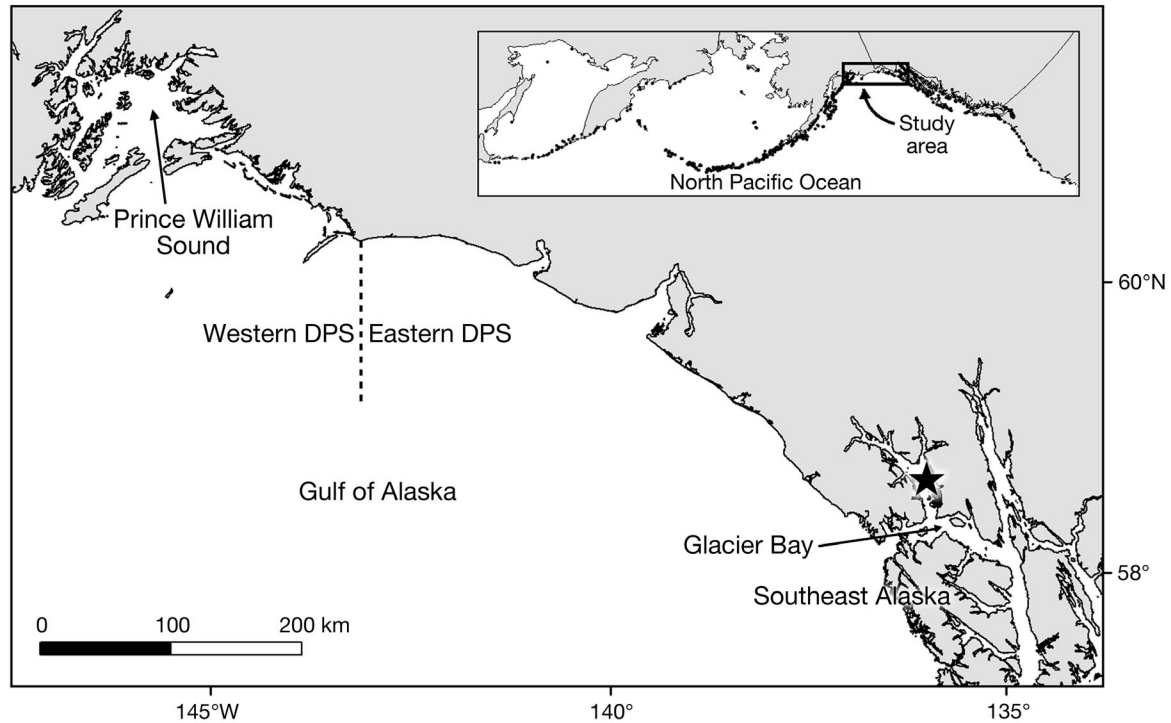 Study
area
North Pacific Ocean
Prince William
Sound
60°N
Western DPS
Eastern DPS
Gulf of Alaska
Glacier Bay
58°
Southeast Alaska
0 100 200 km
145°W 140° 135°